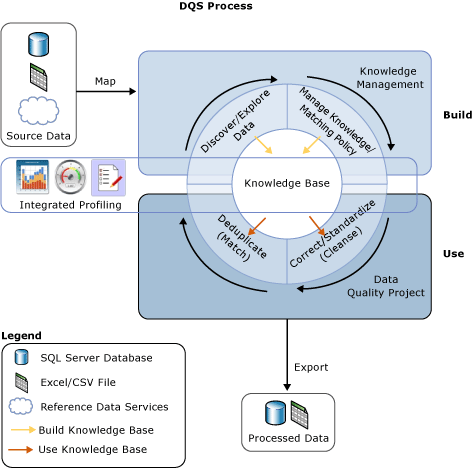 DQS Process
Source Data
Map
Knowledge
Management
Build
Discover/Explore
Data
Manage Knowledge/
Matching Policy
Knowledge Base
Integrated Profiling
Deduplicate
(Match)
Correct/Standardize
(Cleanse)
Use
Data
Quality Project
Export
Processed Data
Legend
SQL Server Database
Excel/CSV File
Reference Data Services
Build Knowledge Base
Use Knowledge Base